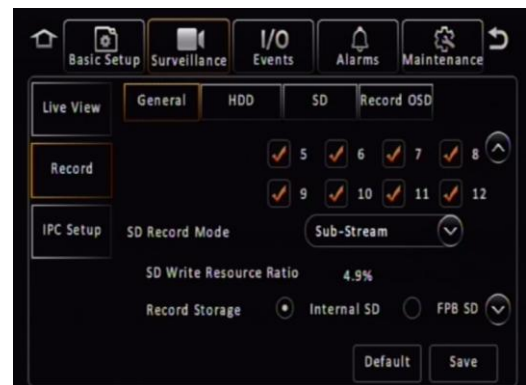 Basic Setup Surveillance I/O Events Alarms Maintenance
Live View General HDD SD Record OSD
5 6 7 8
Record
9 10 11 12
IPC Setup SD Record Mode Sub-Stream
SD Write Resource Ratio 4.9%
Record Storage Internal SD FPB SD
Default Save